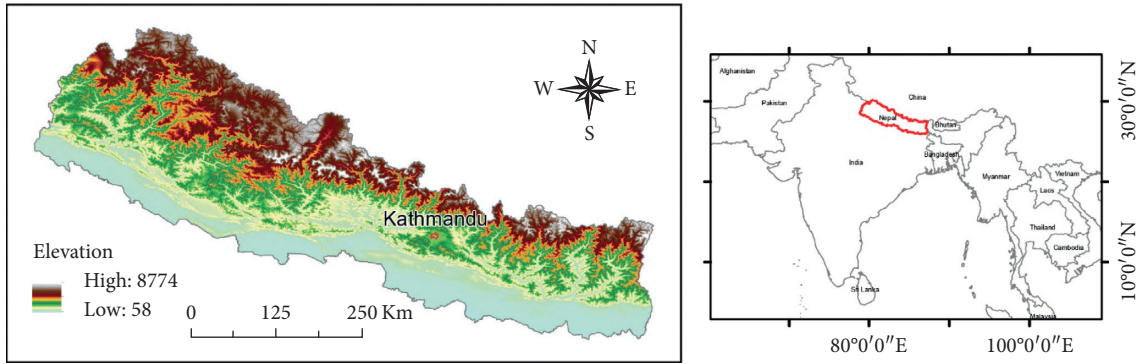 N
W E
S
Kathmandu
Elevation
High: 8774
Low: 58
0 125 250 Km
Afghanistan
Pakistan
China
Nepal
Bhutan
India
Bangladesh
Myanmar
Vietnam
Laos
Thailand
Cambodia
Sri Lanka
Malaysia
30°0′0″N
10°0′0″N
80°0′0″E 100°0′0″E